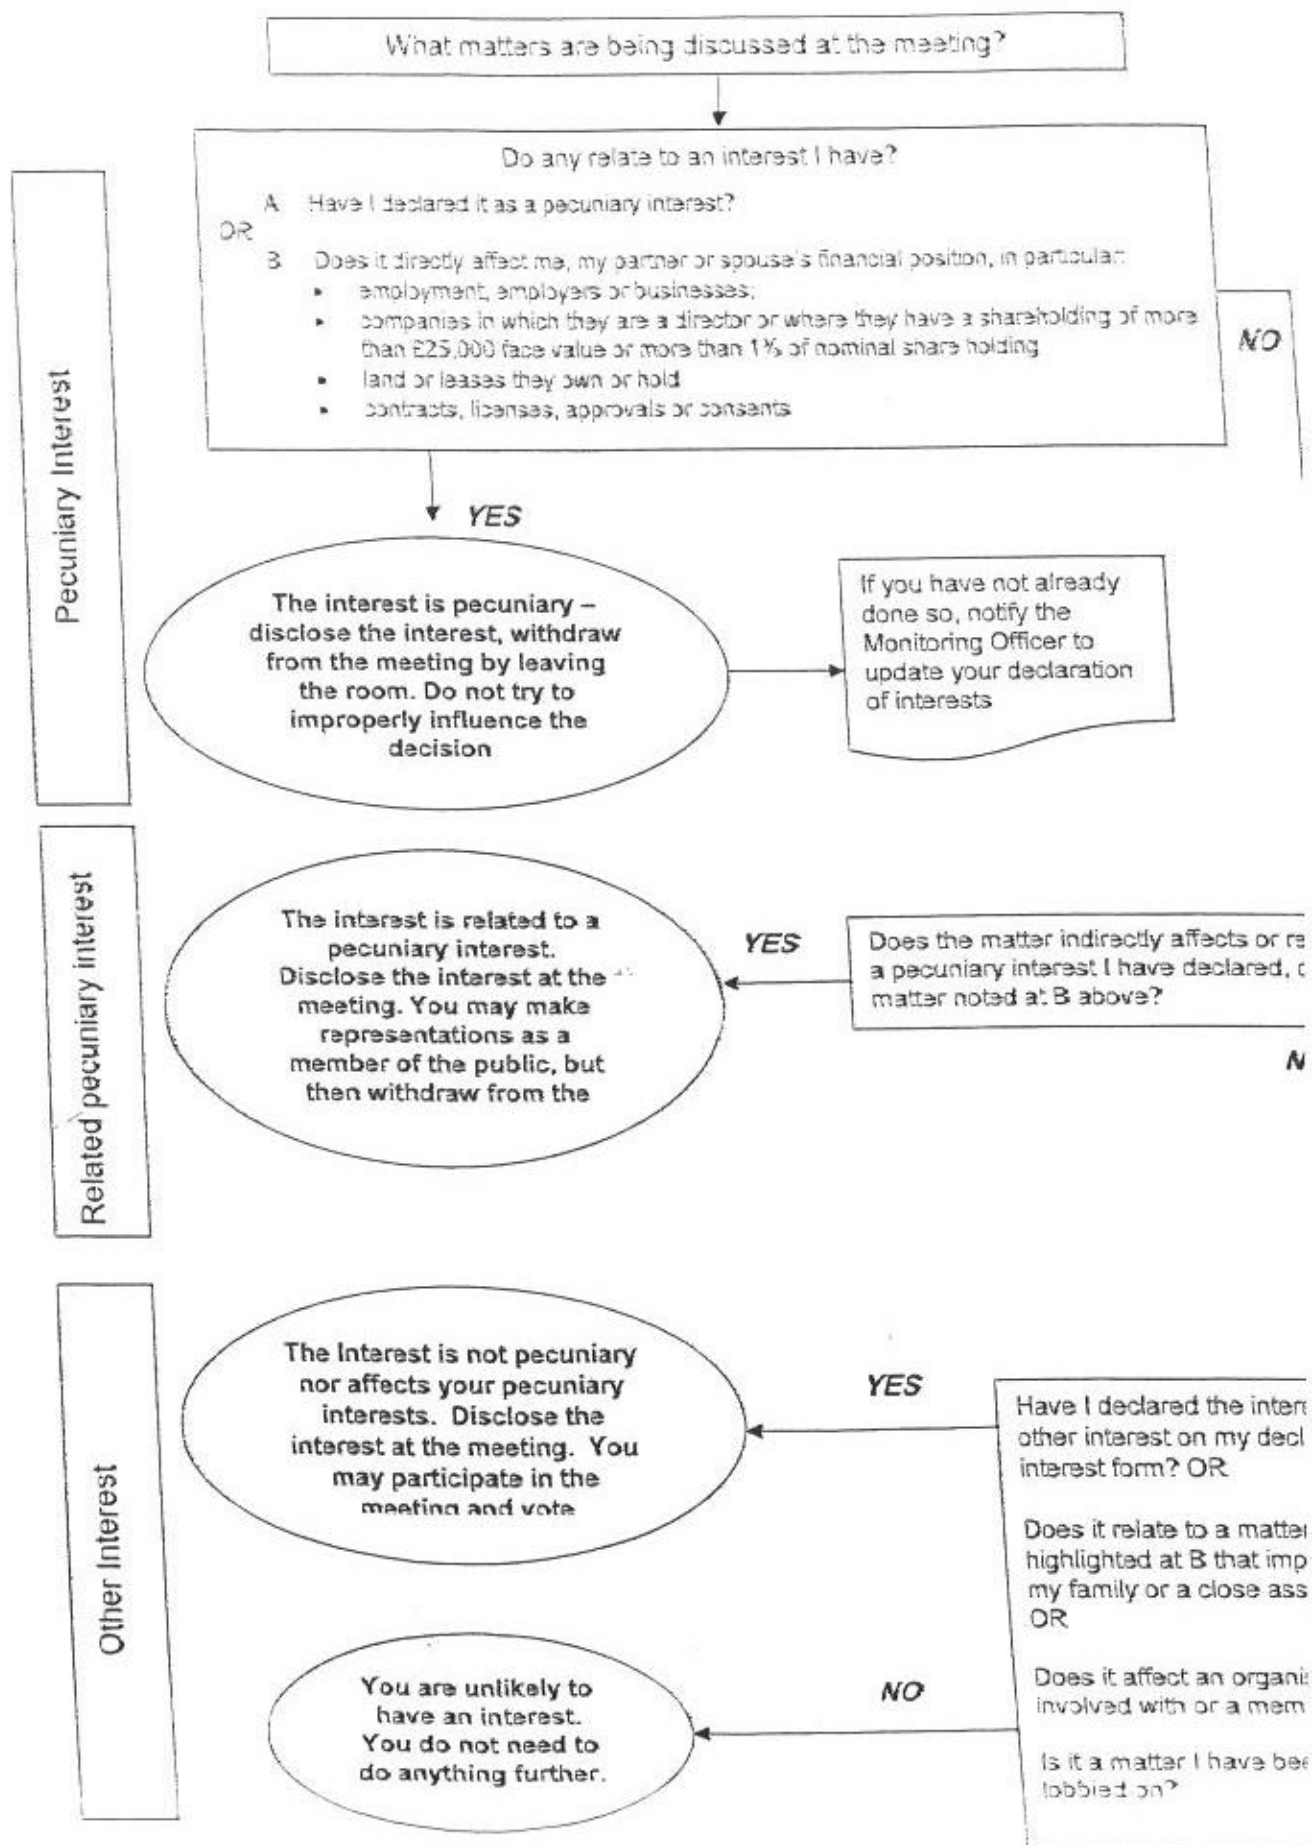 What matters are being discussed at the meeting?
Do any relate to an interest I have?
A Have I declared it as a pecuniary interest?
OR
B Does it directly affect me, my partner or spouse's financial position, in particular:
• employment, employers or businesses;
• companies in which they are a director or where they have a shareholding of more
than £25,000 face value or more than 1% of nominal share holding
• land or leases they own or hold
• contracts, licenses, approvals or consents
NO
Pecuniary Interest
YES
The interest is pecuniary –
disclose the interest, withdraw
from the meeting by leaving
the room. Do not try to
improperly influence the
decision
If you have not already
done so, notify the
Monitoring Officer to
update your declaration
of interests
Related pecuniary interest
The interest is related to a
pecuniary interest.
Disclose the interest at the
meeting. You may make
representations as a
member of the public, but
then withdraw from the
YES
Does the matter indirectly affects or re
a pecuniary interest I have declared, o
matter noted at B above?
N
Other Interest
The Interest is not pecuniary
nor affects your pecuniary
interests. Disclose the
interest at the meeting. You
may participate in the
meeting and vote
YES
Have I declared the inter
other interest on my decl
interest form? OR
Does it relate to a matter
highlighted at B that imp
my family or a close ass
OR
Does it affect an organi
involved with or a mem
Is it a matter I have bee
lobbied on?
NO
You are unlikely to
have an interest.
You do not need to
do anything further.